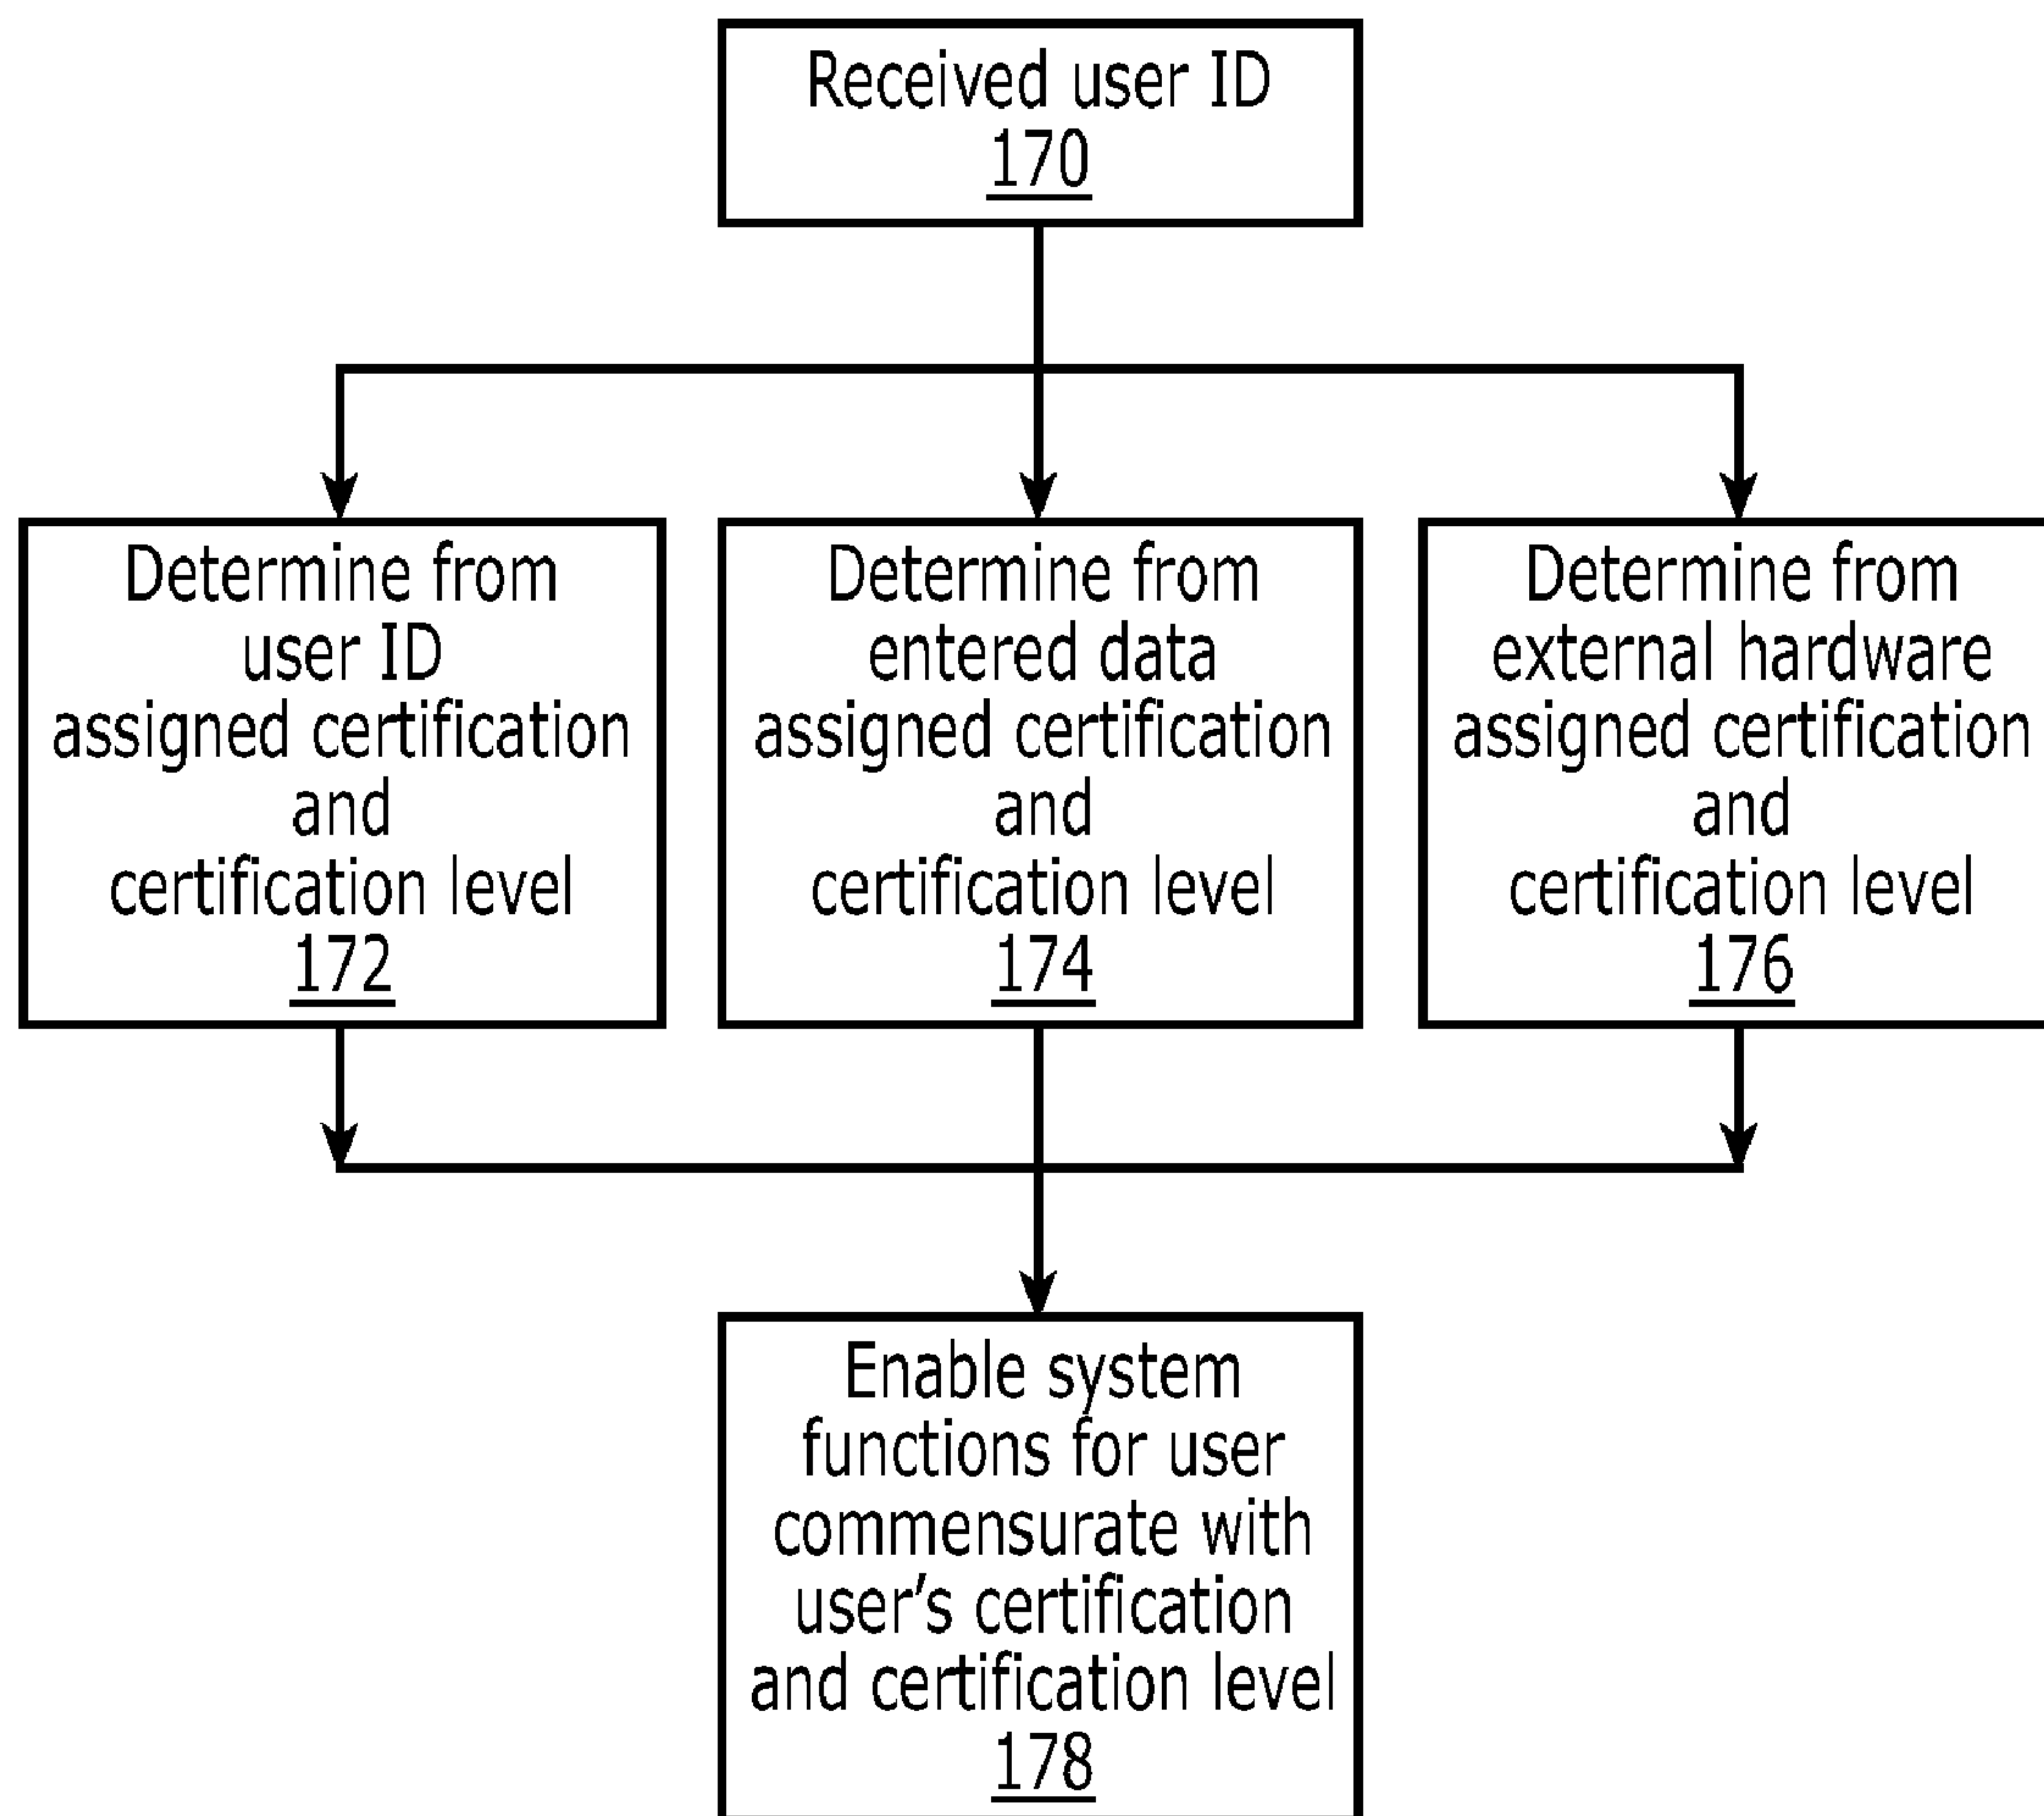 Received user ID
170
Determine from
user ID
assigned certification
and
certification level
172
Determine from
entered data
assigned certification
and
certification level
174
Determine from
external hardware
assigned certification
and
certification level
176
Enable system
functions for user
commensurate with
user's certification
and certification level
178